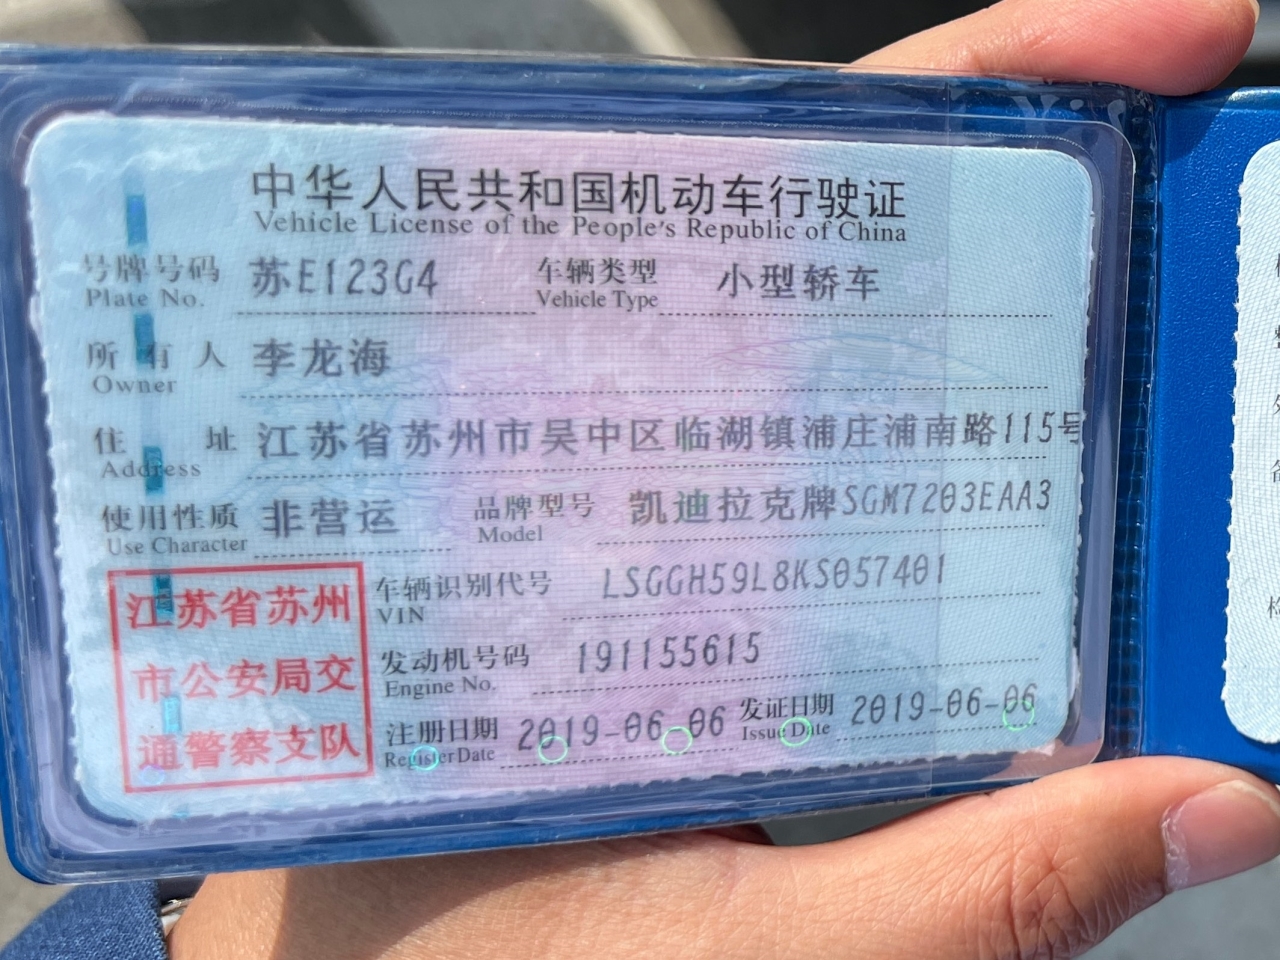 中华人民共和国机动车行驶证
Vehicle License of the People's Republic of China
号牌号码 苏E123G4 车辆类型 小型轿车
Plate No. Vehicle Type
所有人 李龙海
Owner
住址 江苏省苏州市吴中区临湖镇浦庄浦南路115号
Address
使用性质 非营运 品牌型号 凯迪拉克牌SGM7203EAA3
Use Character Model
江苏省苏州
市公安局交
通警察支队
车辆识别代号 LSGGH59L8KS057401
VIN
发动机号码 191155615
Engine No.
注册日期 2019-06-06 发证日期 2019-06-06
Register Date Issue Date